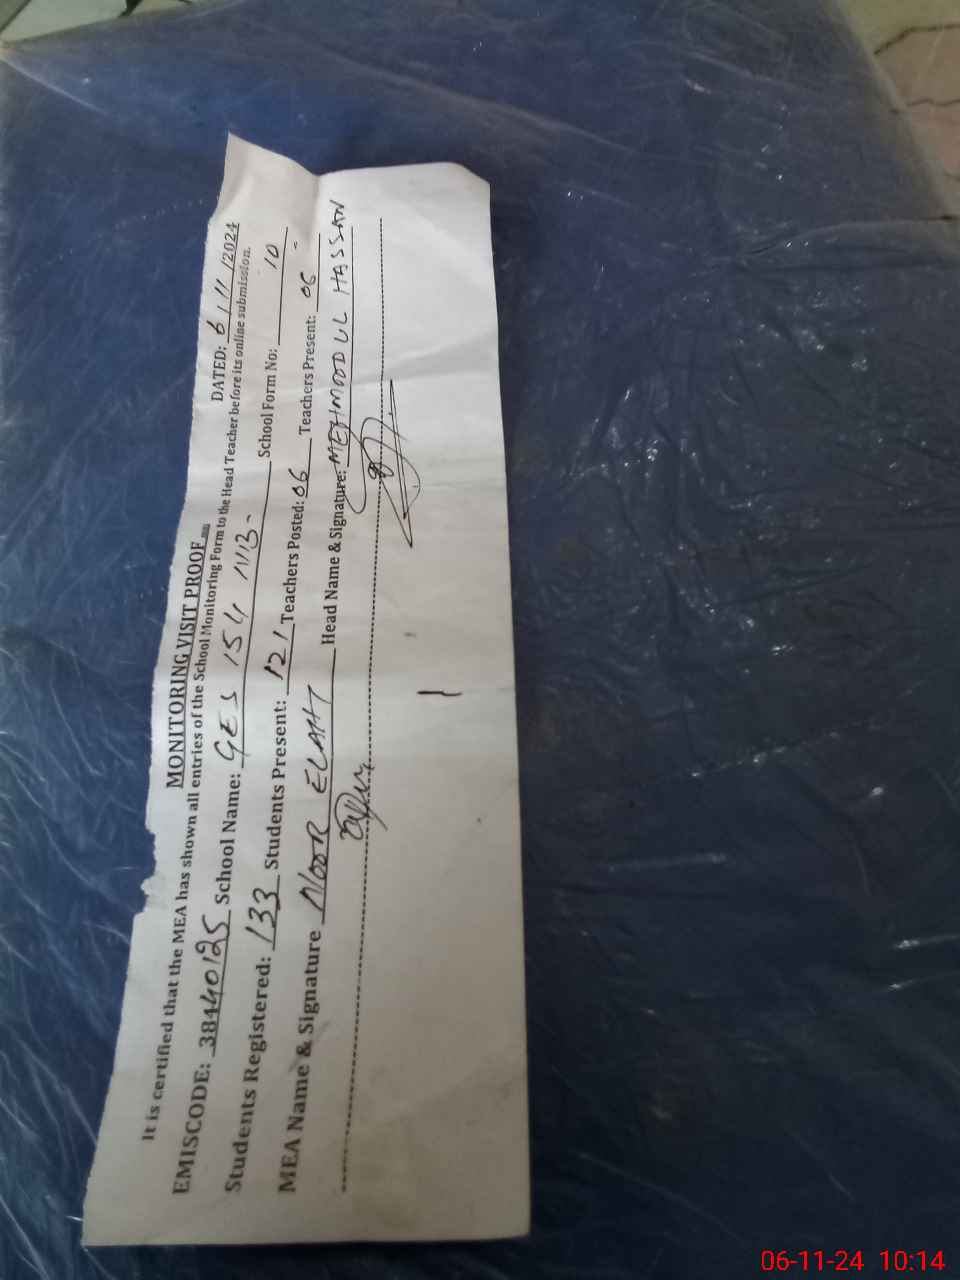 MONITORING VISIT PROOF
DATED: 6/11/2024
It is certified that the MEA has shown all entries of the School Monitoring Form to the Head Teacher before its online submission.
EMISCODE: 38440125 School Name: GES 154 N/B- School Form No: 10
Students Registered: 133 Students Present: 121 Teachers Posted: 06 Teachers Present: 06 -
MEA Name & Signature NOOR ELAHI Head Name & Signature: MEHMOOD UL HASSAN
06-11-24 10:14